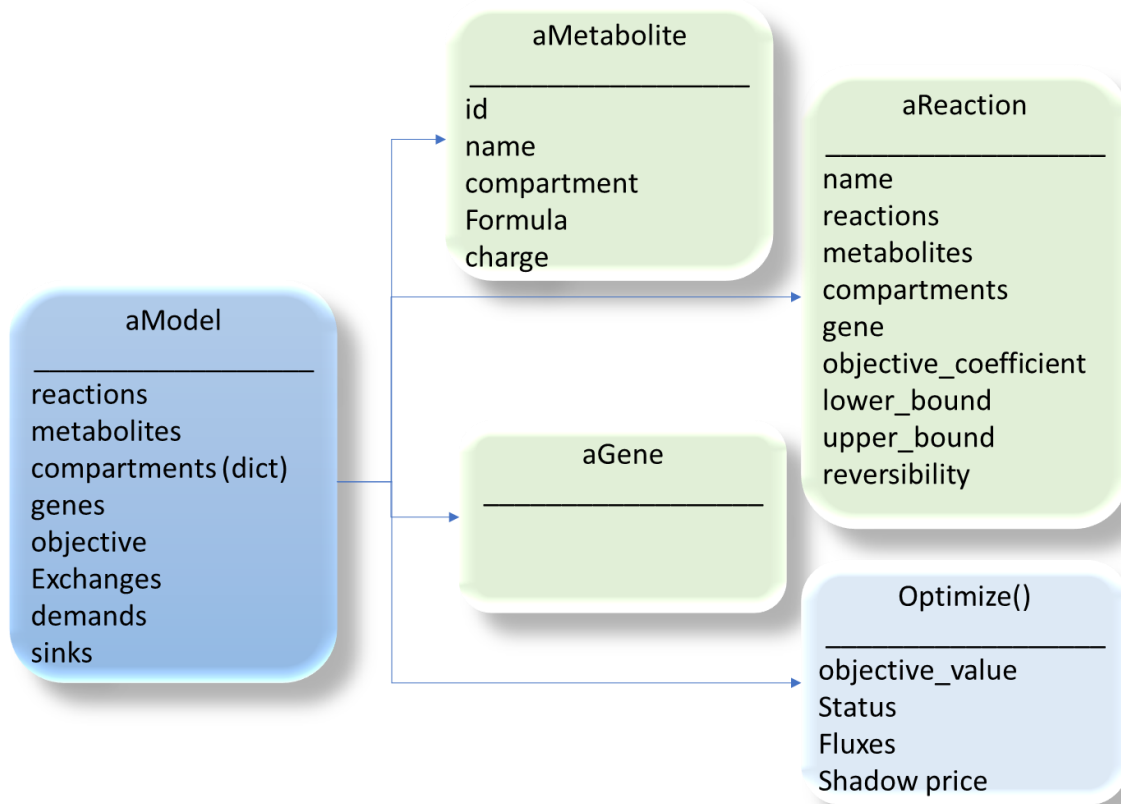 aModel
reactions
metabolites
compartments (dict)
genes
objective
Exchanges
demands
sinks
aMetabolite
id
name
compartment
Formula
charge
aReaction
name
reactions
metabolites
compartments
gene
objective_coefficient
lower_bound
upper_bound
reversibility
aGene
Optimize()
objective_value
Status
Fluxes
Shadow price